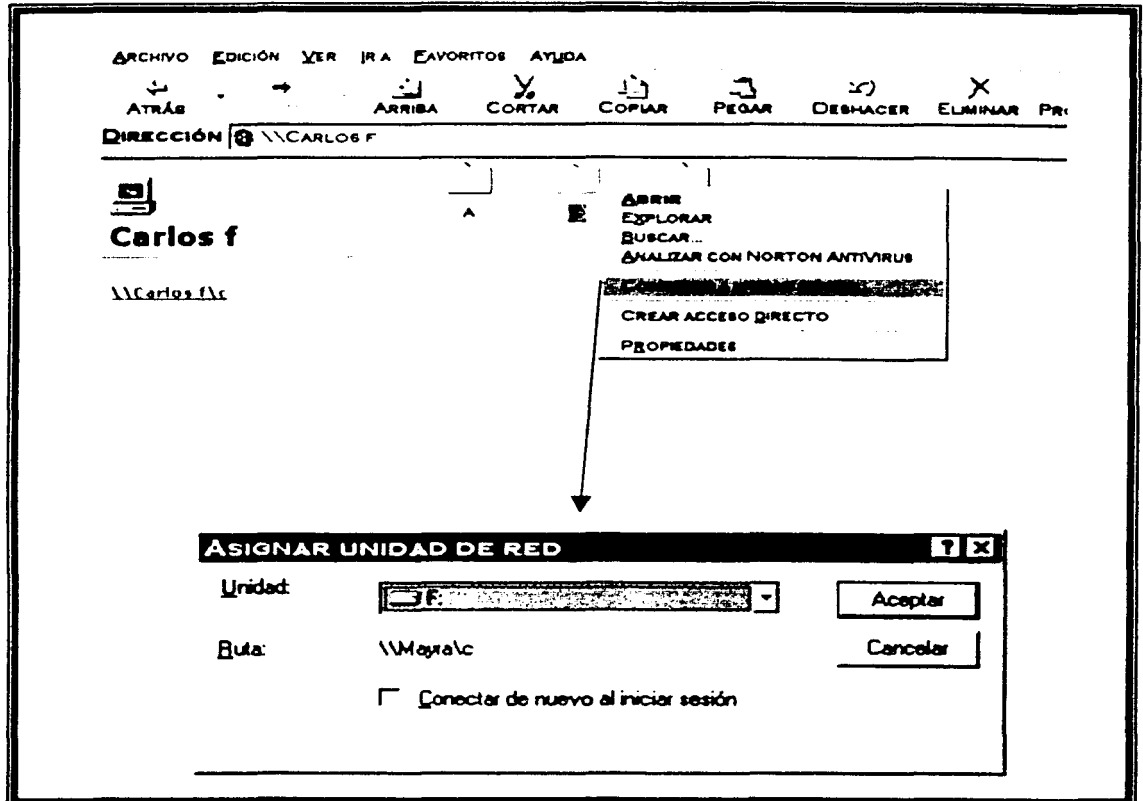 ARCHIVO EDICIÓN VER IR A FAVORITOS AYUDA
ATRÁS ARRIBA CORTAR COPIAR PEGAR DESHACER ELIMINAR PR
DIRECCIÓN \\CARLOS F
Carlos f
\\Carlos f\c
A
ABRIR
EXPLORAR
BUSCAR...
ANALIZAR CON NORTON ANTIVIRUS
CREAR ACCESO DIRECTO
PROPIEDADES
ASIGNAR UNIDAD DE RED
Unidad: F: Aceptar
Ruta: \\Mayra\c Cancelar
Conectar de nuevo al iniciar sesión